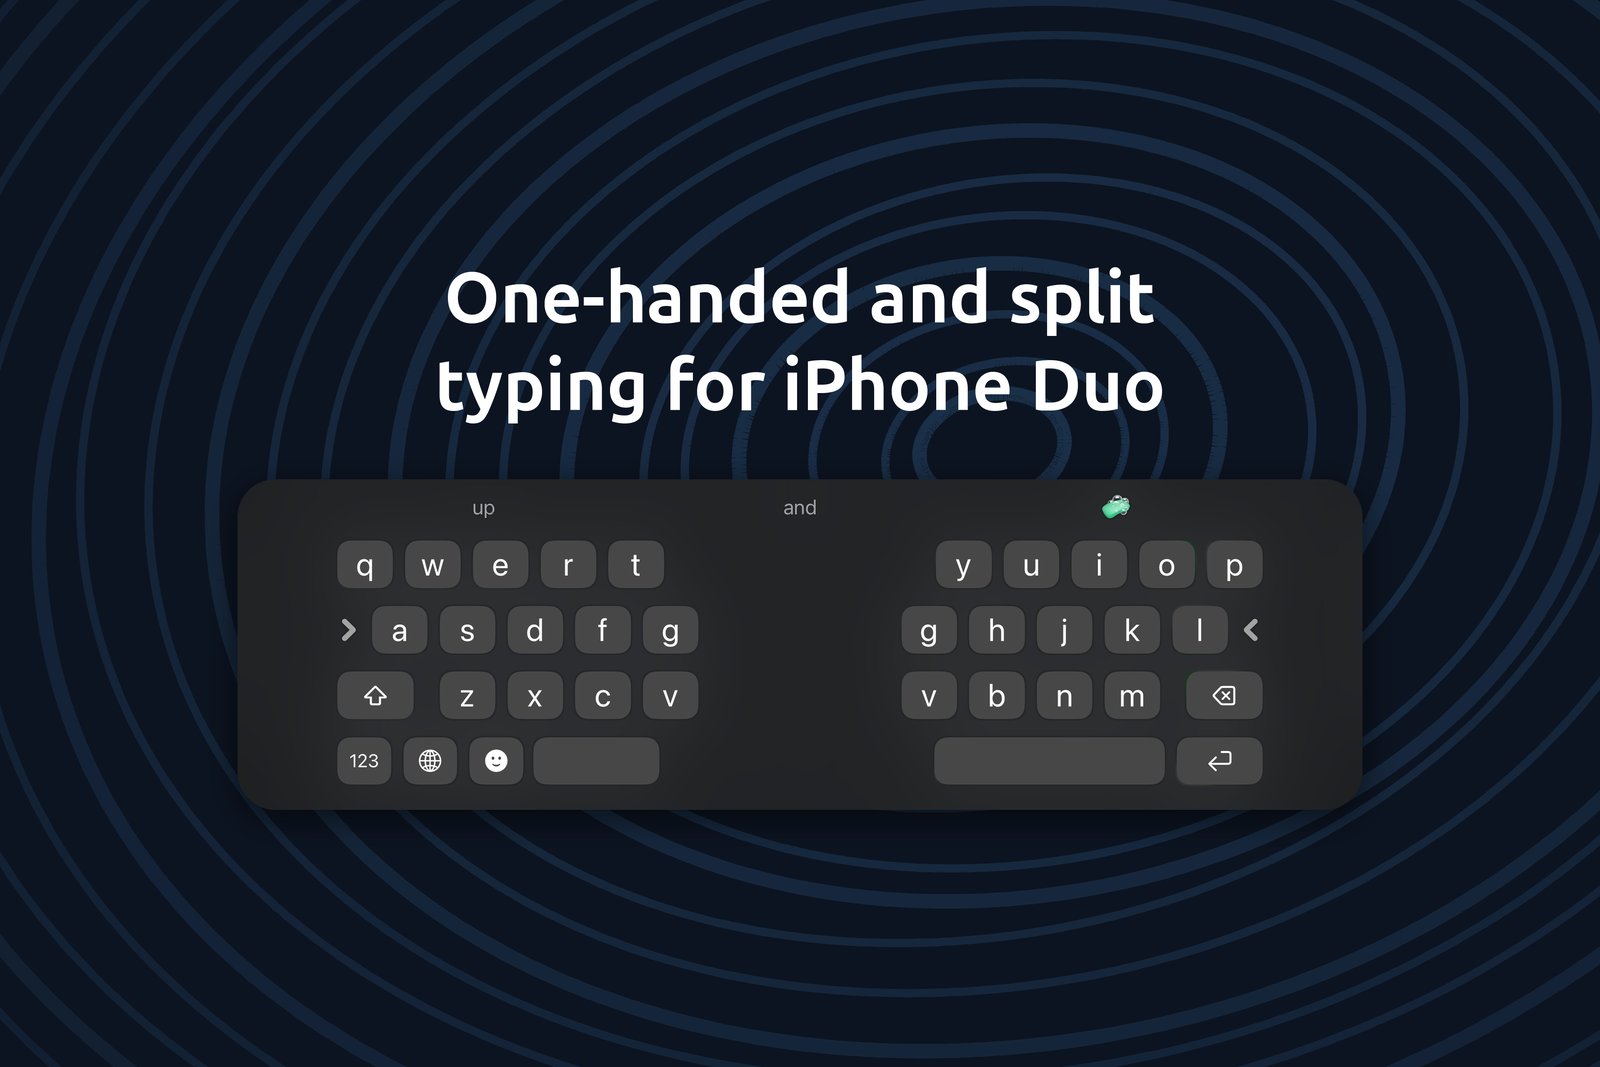 One-handed and split
typing for iPhone Duo
up and
q w e r t y u i o p
a s d f g g h j k l
z x c v v b n m
123